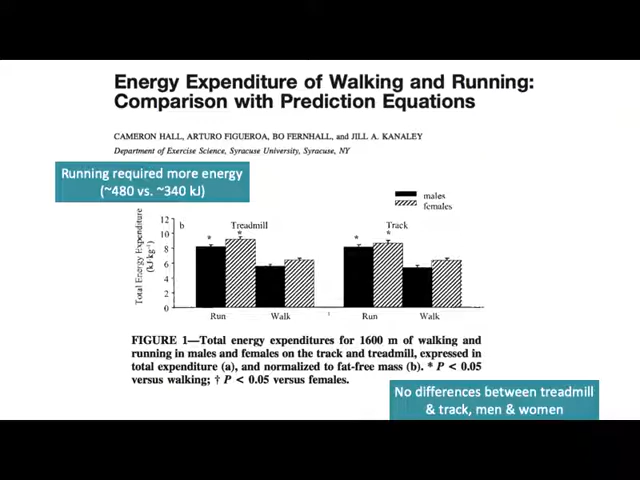 Energy Expenditure of Walking and Running:
Comparison with Prediction Equations
CAMERON HALL, ARTURO FIGUEROA, BO FERNHALL, and JILL A. KANALEY
Department of Exercise Science, Syracuse University, Syracuse, NY
Running required more energy
(~480 vs. ~340 kJ)
males
females
b
Treadmill
Track
Total Energy Expenditure
(kJ·kg⁻¹)
12
10
8
6
4
2
0
* * * *
Run Walk Run Walk
FIGURE 1—Total energy expenditures for 1600 m of walking and
running in males and females on the track and treadmill, expressed in
total expenditure (a), and normalized to fat-free mass (b). * P < 0.05
versus walking; † P < 0.05 versus females.
No differences between treadmill
& track, men & women